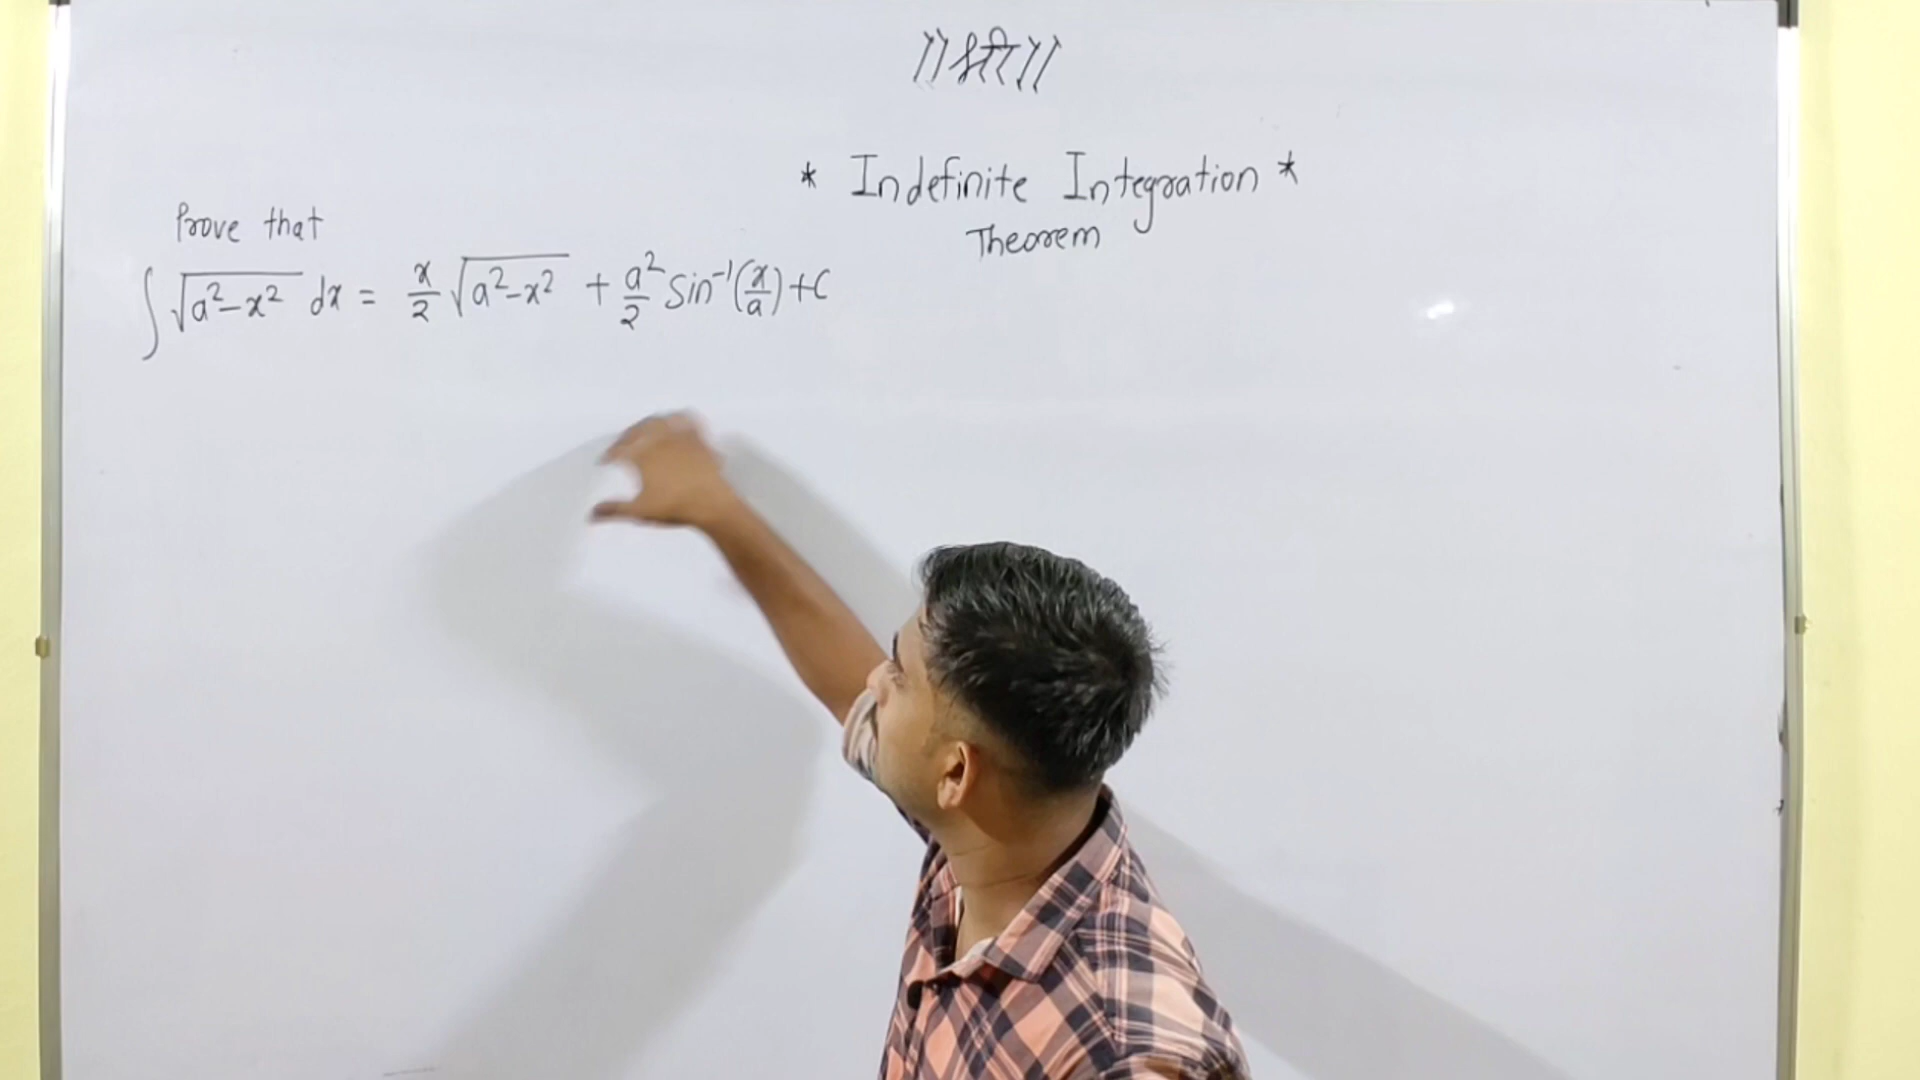 ॥ श्री ॥
* Indefinite Integration *
Theorem
Prove that
∫ √(a²-x²) dx = x/2 √(a²-x²) + a²/2 Sin⁻¹(x/a) + C